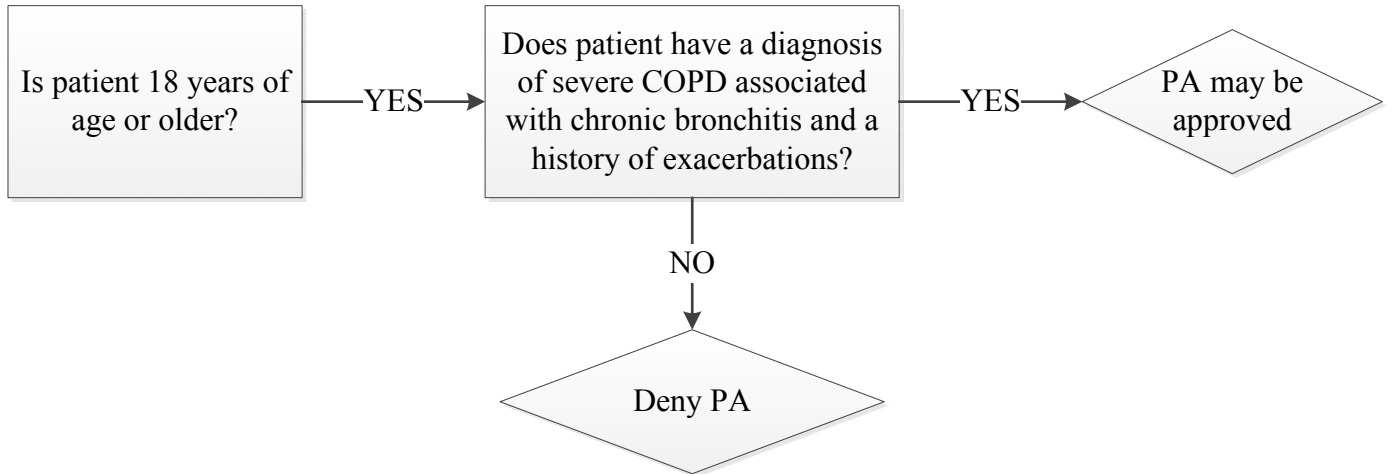 Is patient 18 years of
age or older?
YES
Does patient have a diagnosis
of severe COPD associated
with chronic bronchitis and a
history of exacerbations?
YES
PA may be
approved
NO
Deny PA